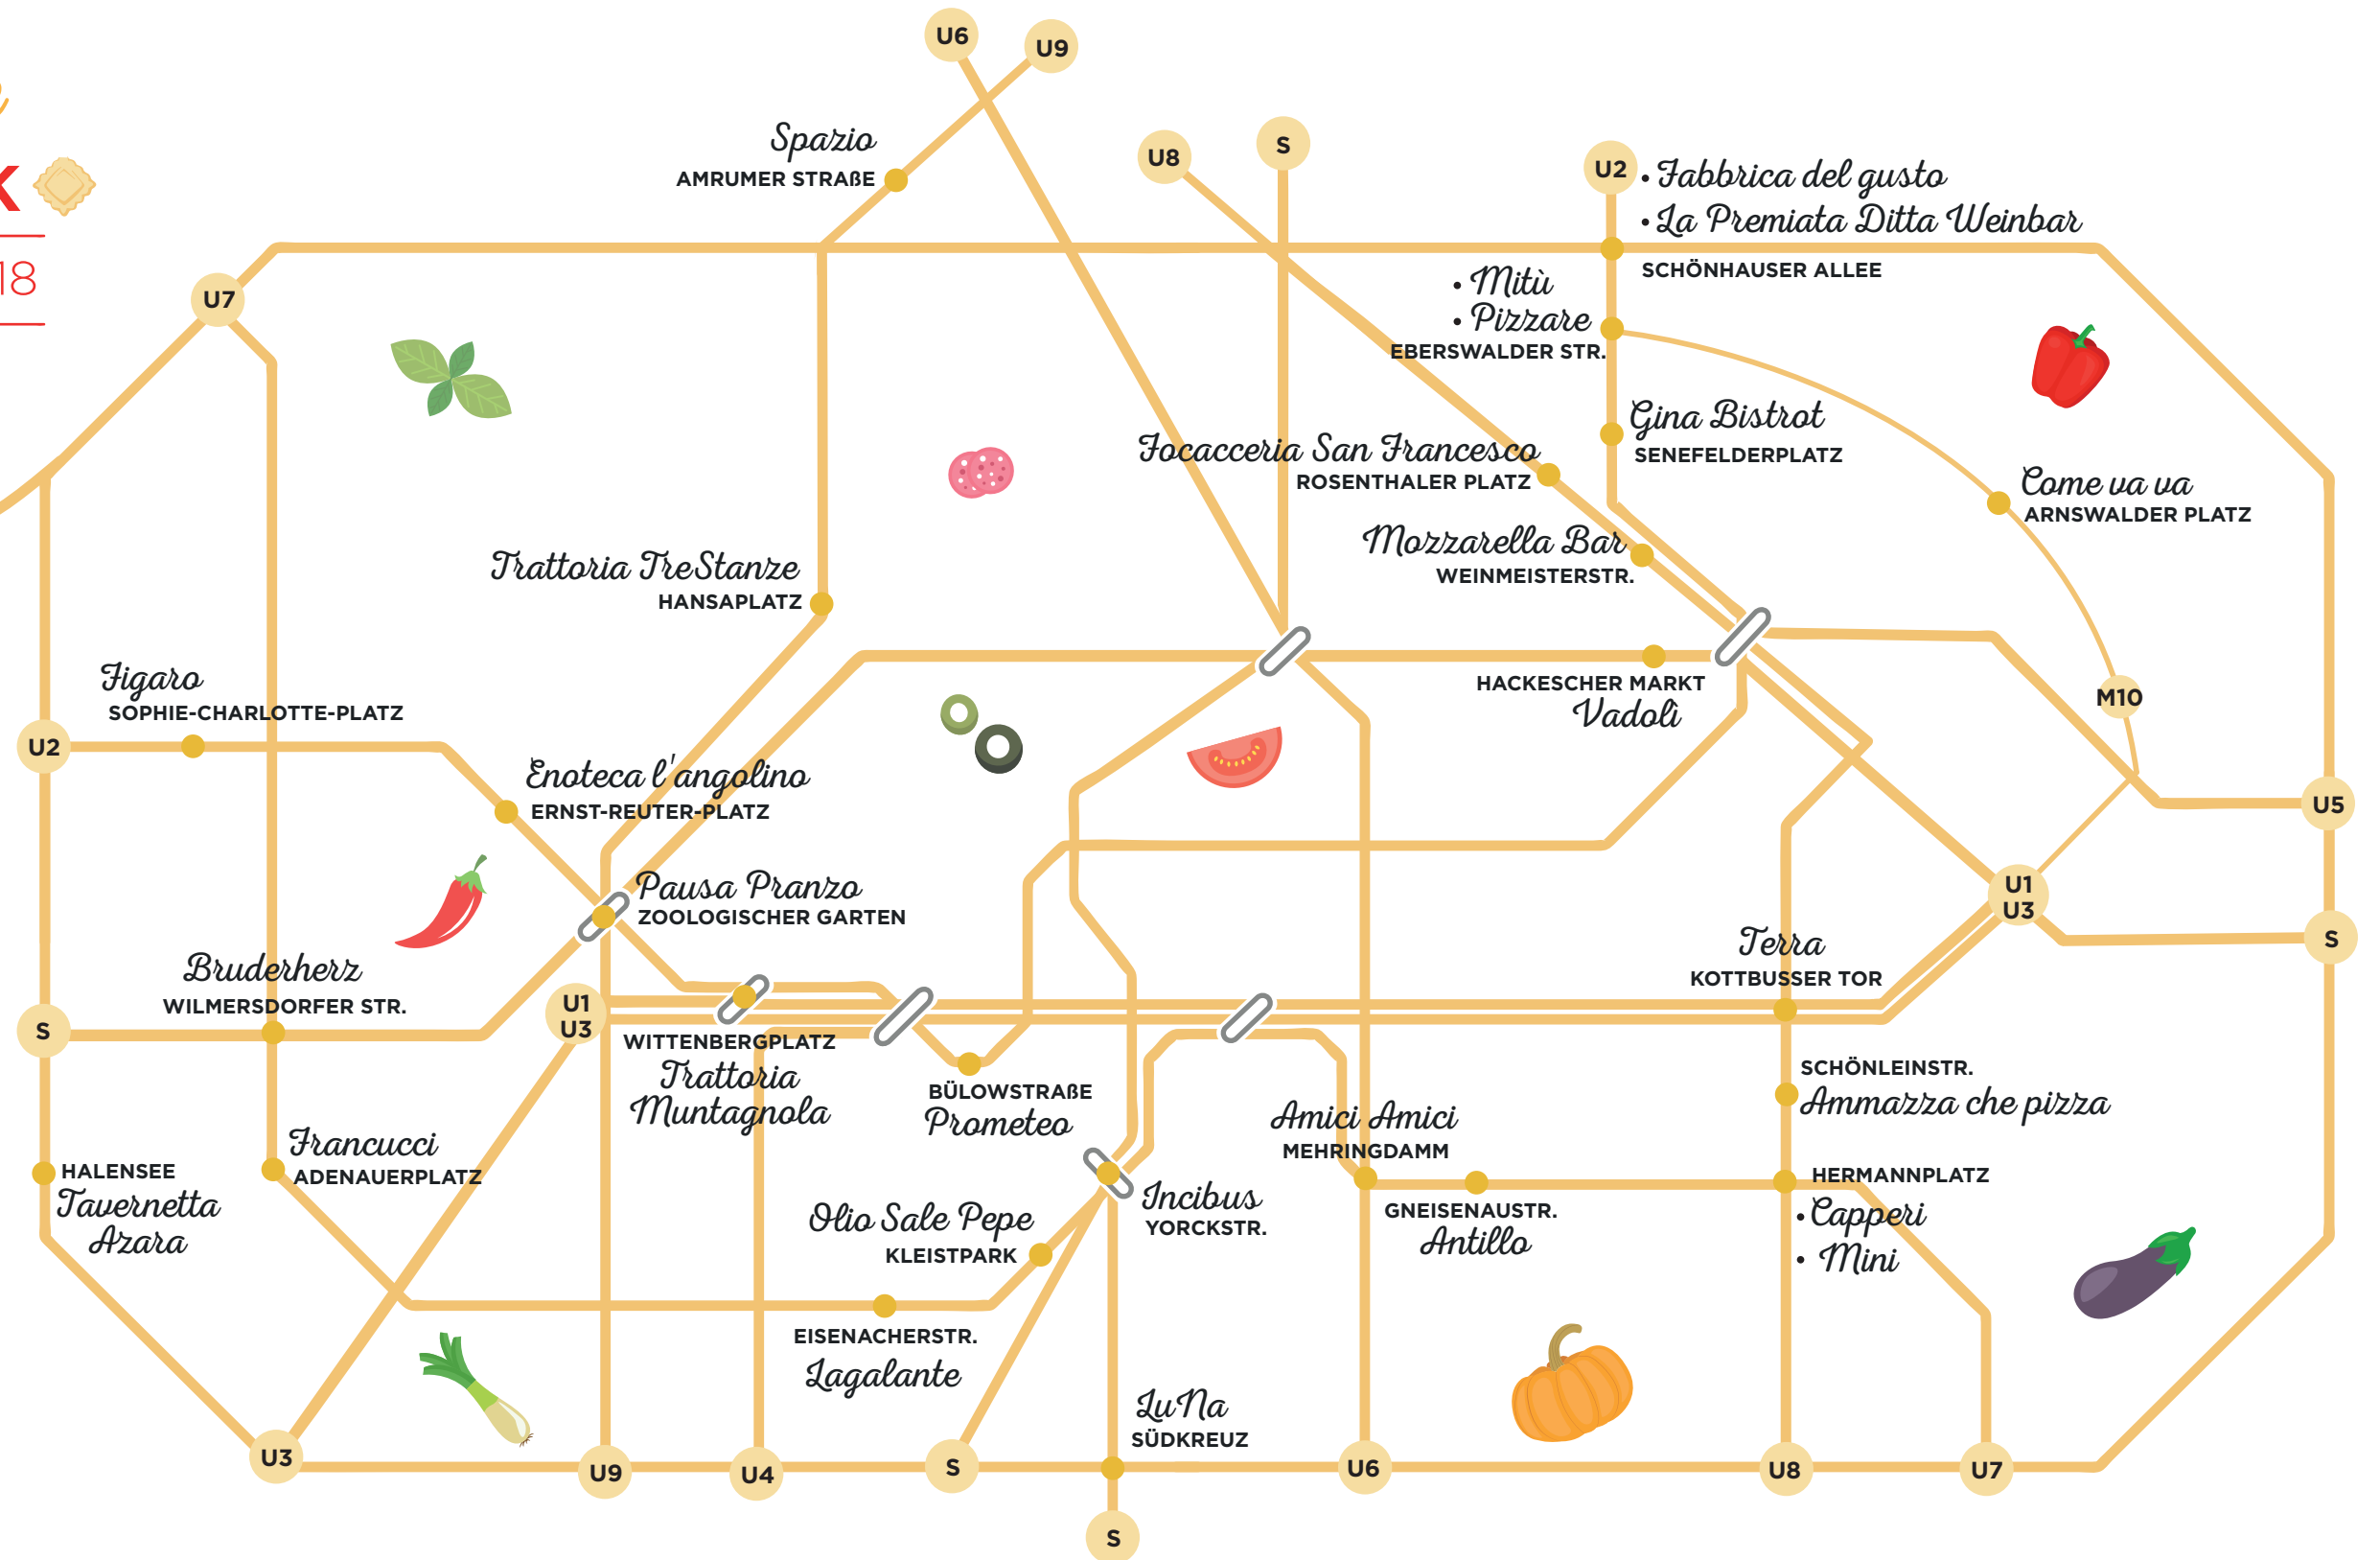 U6
U9
Spazio
AMRUMER STRAßE
U8
S
U2
• Fabbrica del gusto
• La Premiata Ditta Weinbar
SCHÖNHAUSER ALLEE
18
U7
• Mitù
• Pizzare
EBERSWALDER STR.
Gina Bistrot
SENEFELDERPLATZ
Focacceria San Francesco
ROSENTHALER PLATZ
Come va va
ARNSWALDER PLATZ
Mozzarella Bar
WEINMEISTERSTR.
Trattoria TreStanze
HANSAPLATZ
Figaro
SOPHIE-CHARLOTTE-PLATZ
HACKESCHER MARKT
Vadolì
M10
U2
Enoteca l'angolino
ERNST-REUTER-PLATZ
U5
Pausa Pranzo
ZOOLOGISCHER GARTEN
U1
U3
S
Terra
KOTTBUSSER TOR
Bruderherz
WILMERSDORFER STR.
S
U1
U3
WITTENBERGPLATZ
Trattoria
Muntagnola
BÜLOWSTRAßE
Prometeo
SCHÖNLEINSTR.
Ammazza che pizza
Amici Amici
MEHRINGDAMM
Francucci
ADENAUERPLATZ
HALENSEE
Tavernetta
Azara
HERMANNPLATZ
• Capperi
• Mini
Incibus
YORCKSTR.
GNEISENAUSTR.
Antillo
Olio Sale Pepe
KLEISTPARK
EISENACHERSTR.
Lagalante
LuNa
SÜDKREUZ
U3
U9
U4
S
U6
U8
U7
S